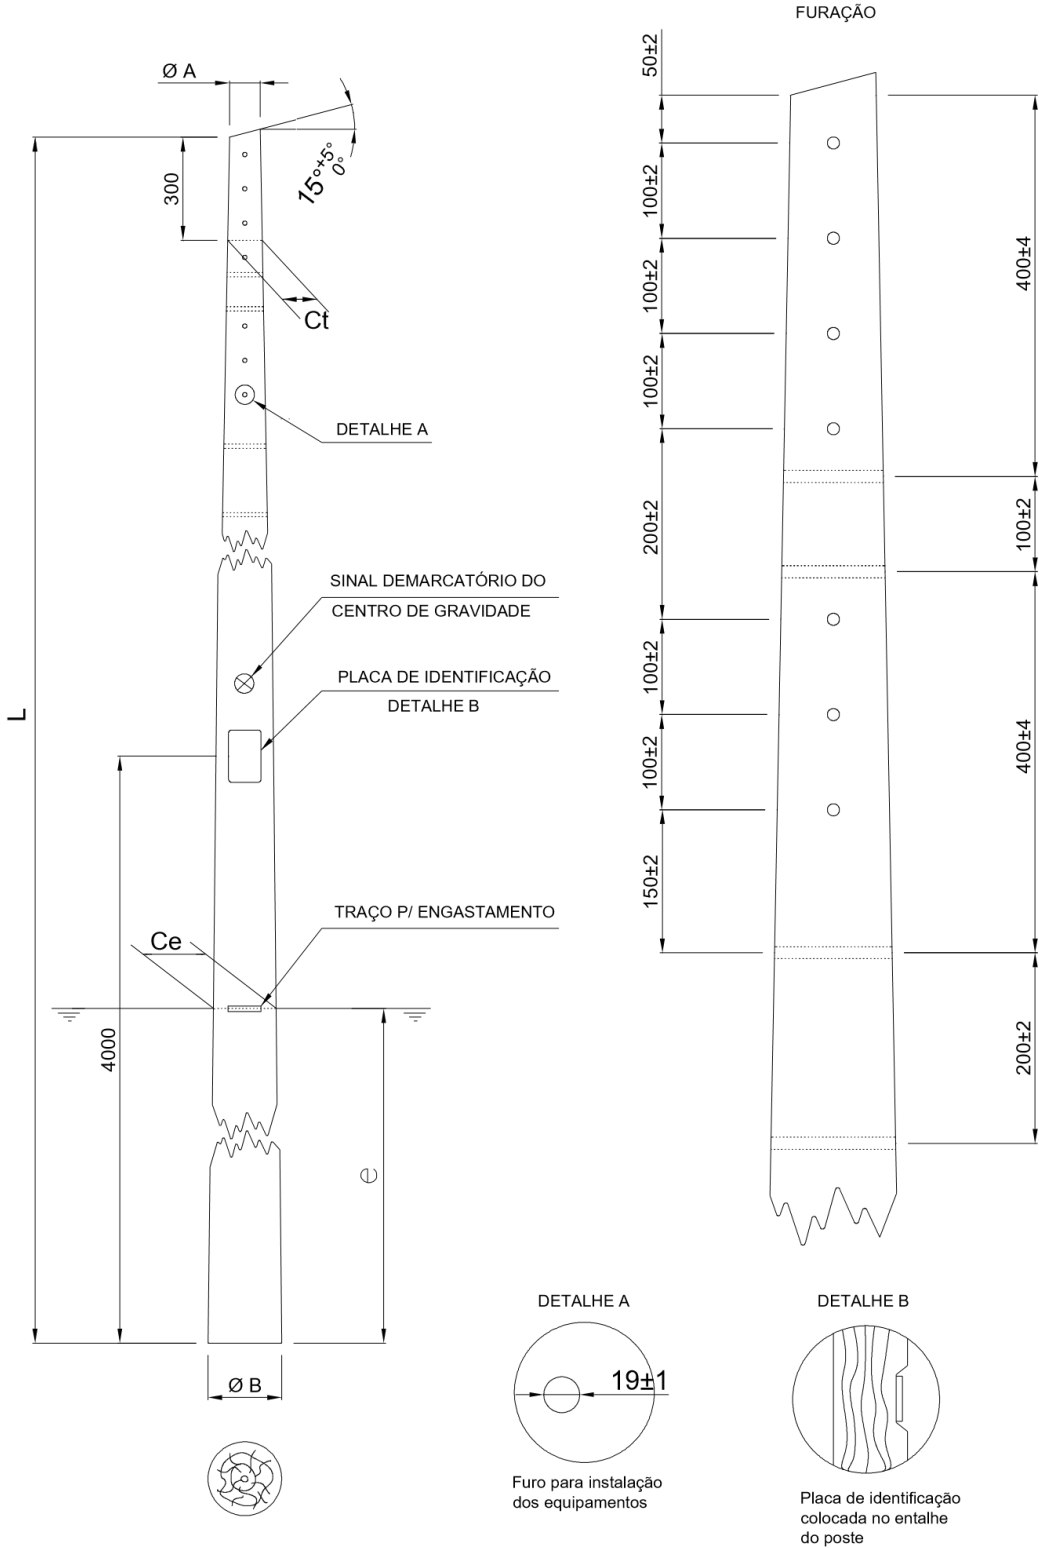 FURAÇÃO
50±2
Ø A
15°+5°
0°
300
100±2
100±2
400±4
Ct
100±2
DETALHE A
200±2
100±2
SINAL DEMARCATÓRIO DO
CENTRO DE GRAVIDADE
100±2
PLACA DE IDENTIFICAÇÃO
DETALHE B
L
100±2
400±4
150±2
TRAÇO P/ ENGASTAMENTO
Ce
4000
200±2
e
Ø B
DETALHE A
19±1
Furo para instalação
dos equipamentos
DETALHE B
Placa de identificação
colocada no entalhe
do poste